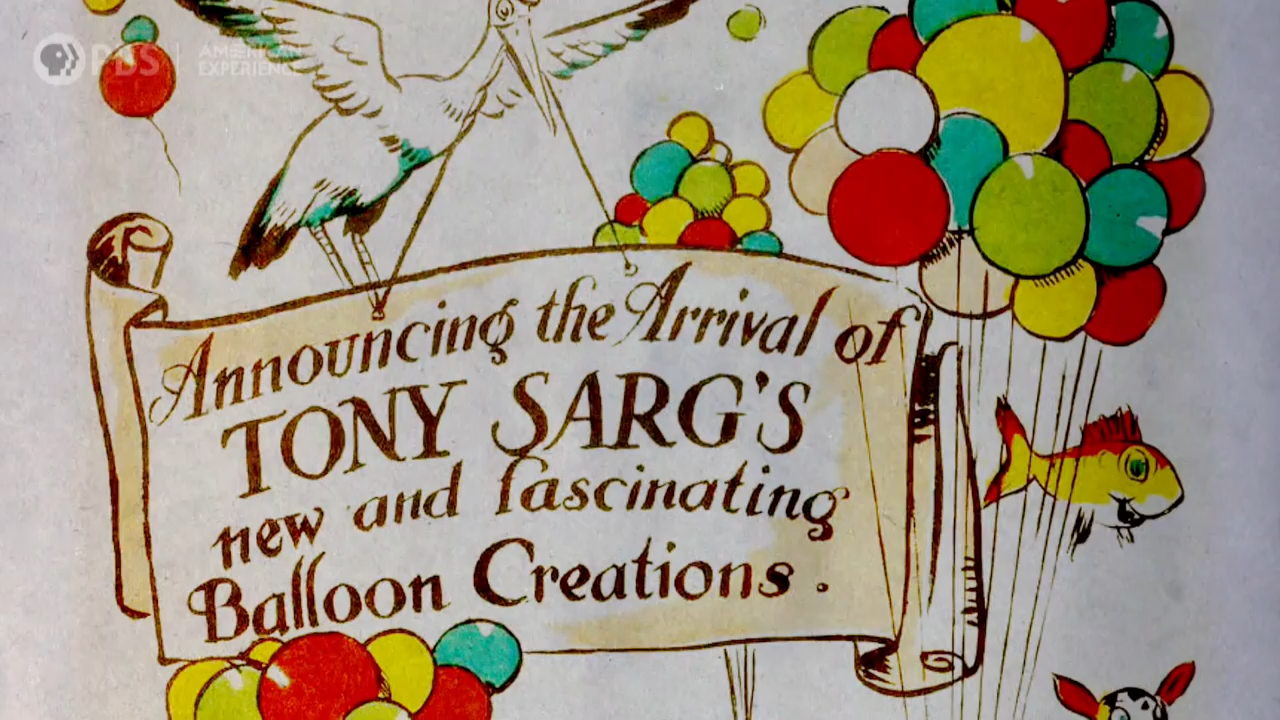 PBS
AMERICAN
EXPERIENCE
Announcing the Arrival of
TONY SARG'S
new and fascinating
Balloon Creations.